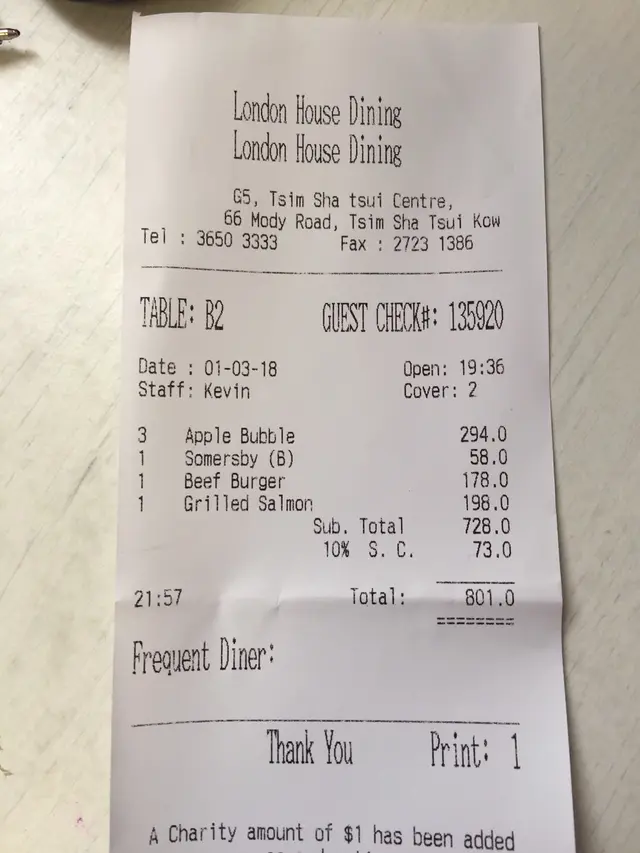 London House Dining
London House Dining
G5, Tsim Sha tsui Centre,
66 Mody Road, Tsim Sha Tsui Kow
Tel : 3650 3333 Fax : 2723 1386
TABLE: B2 GUEST CHECK#: 135920
Date : 01-03-18 Open: 19:36
Staff: Kevin Cover: 2
3 Apple Bubble 294.0
1 Somersby (B) 58.0
1 Beef Burger 178.0
1 Grilled Salmon 198.0
Sub. Total 728.0
10% S. C. 73.0
21:57 Total: 801.0
========
Frequent Diner:
Thank You Print: 1
A Charity amount of $1 has been added